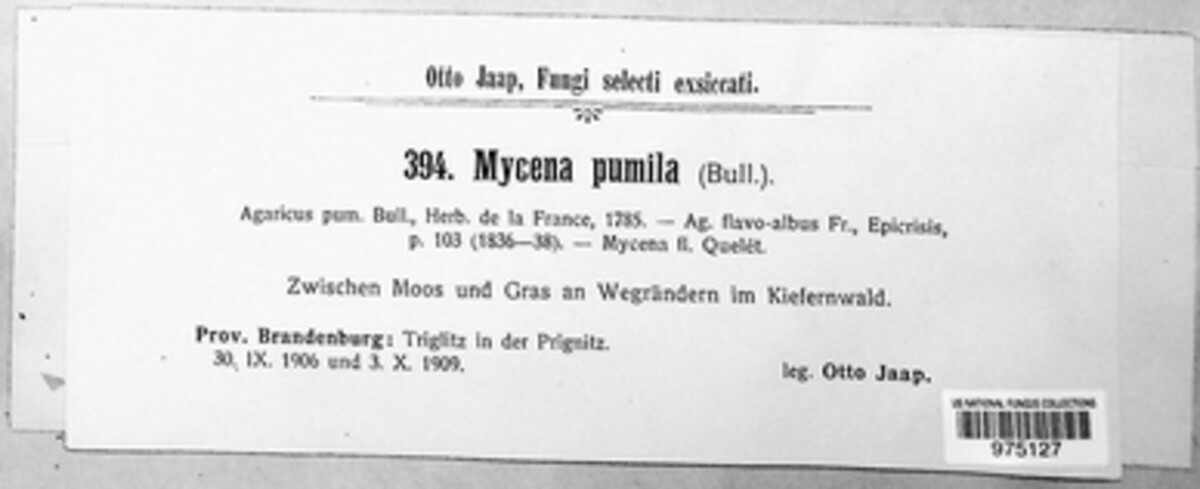 Otto Jaap, Fungi selecti exsiccati.
394. Mycena pumila (Bull.).
Agaricus pum. Bull., Herb. de la France, 1785. — Ag. flavo-albus Fr., Epicrisis,
p. 103 (1836—38). — Mycena fl. Quelét.
Zwischen Moos und Gras an Wegrändern im Kiefernwald.
Prov. Brandenburg: Triglitz in der Prignitz.
30. IX. 1906 und 3. X. 1909.
leg. Otto Jaap.
US NATIONAL FUNGUS COLLECTIONS
975127